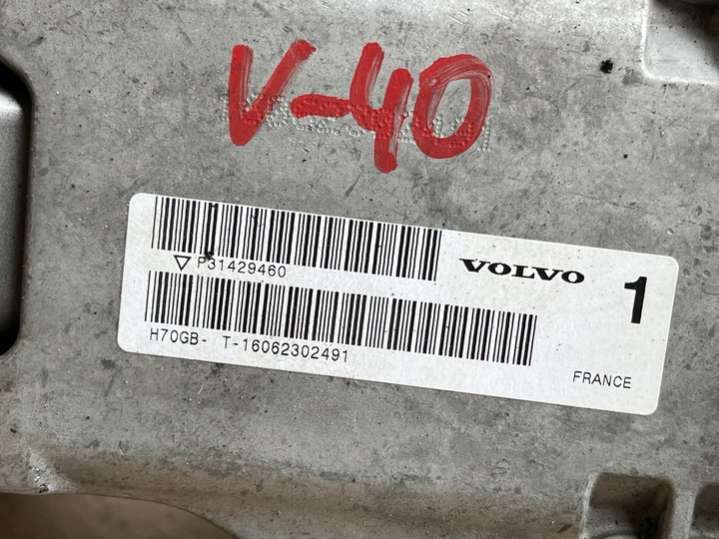 V-40
P31429460
VOLVO
1
H70GB- T-16062302491
FRANCE